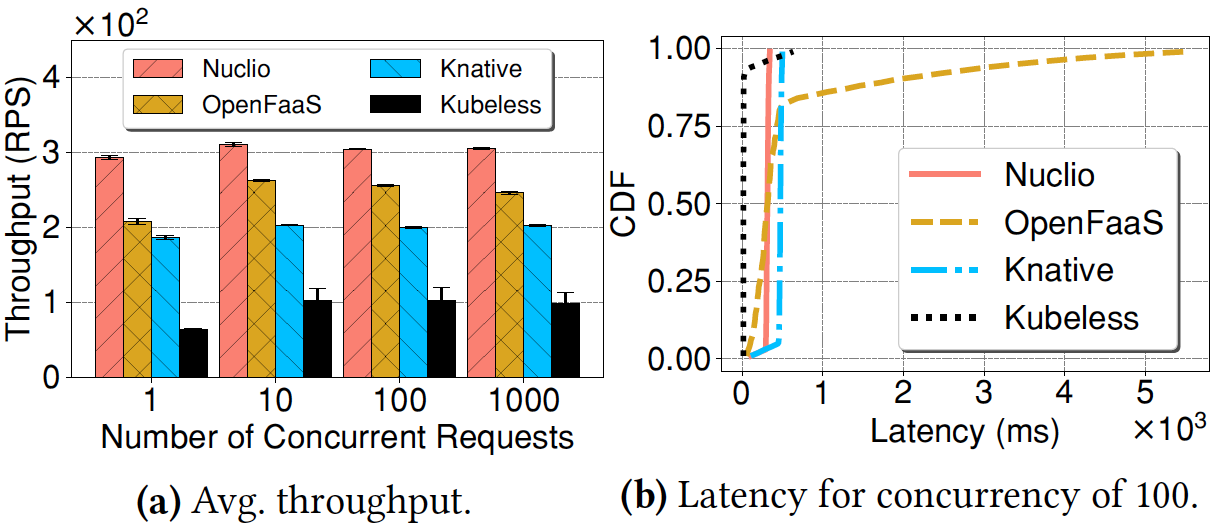 ×10²
Throughput (RPS)
4
3
2
1
0
Nuclio
OpenFaaS
Knative
Kubeless
1 10 100 1000
Number of Concurrent Requests
(a) Avg. throughput.
CDF
1.00
0.75
0.50
0.25
0.00
Nuclio
OpenFaaS
Knative
Kubeless
0 1 2 3 4 5
Latency (ms) ×10³
(b) Latency for concurrency of 100.